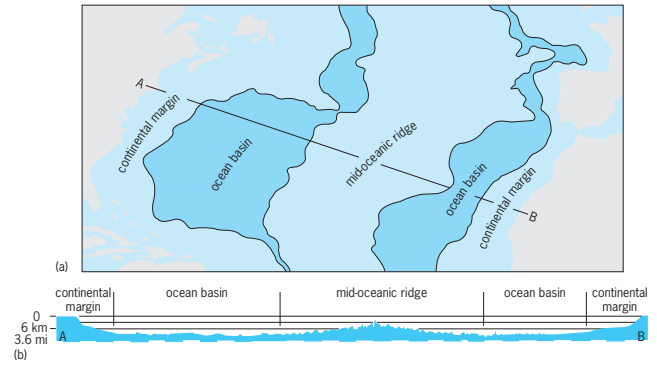 A
continental margin
ocean basin
mid-oceanic ridge
ocean basin
continental margin
B
(a)
continental margin
ocean basin
mid-oceanic ridge
ocean basin
continental margin
0
6 km
3.6 mi
A
B
(b)